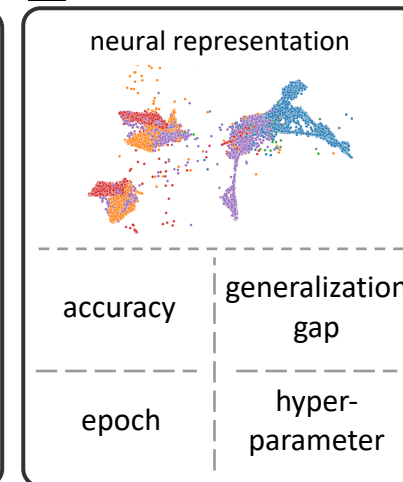 neural representation
accuracy
generalization
gap
epoch
hyper-
parameter